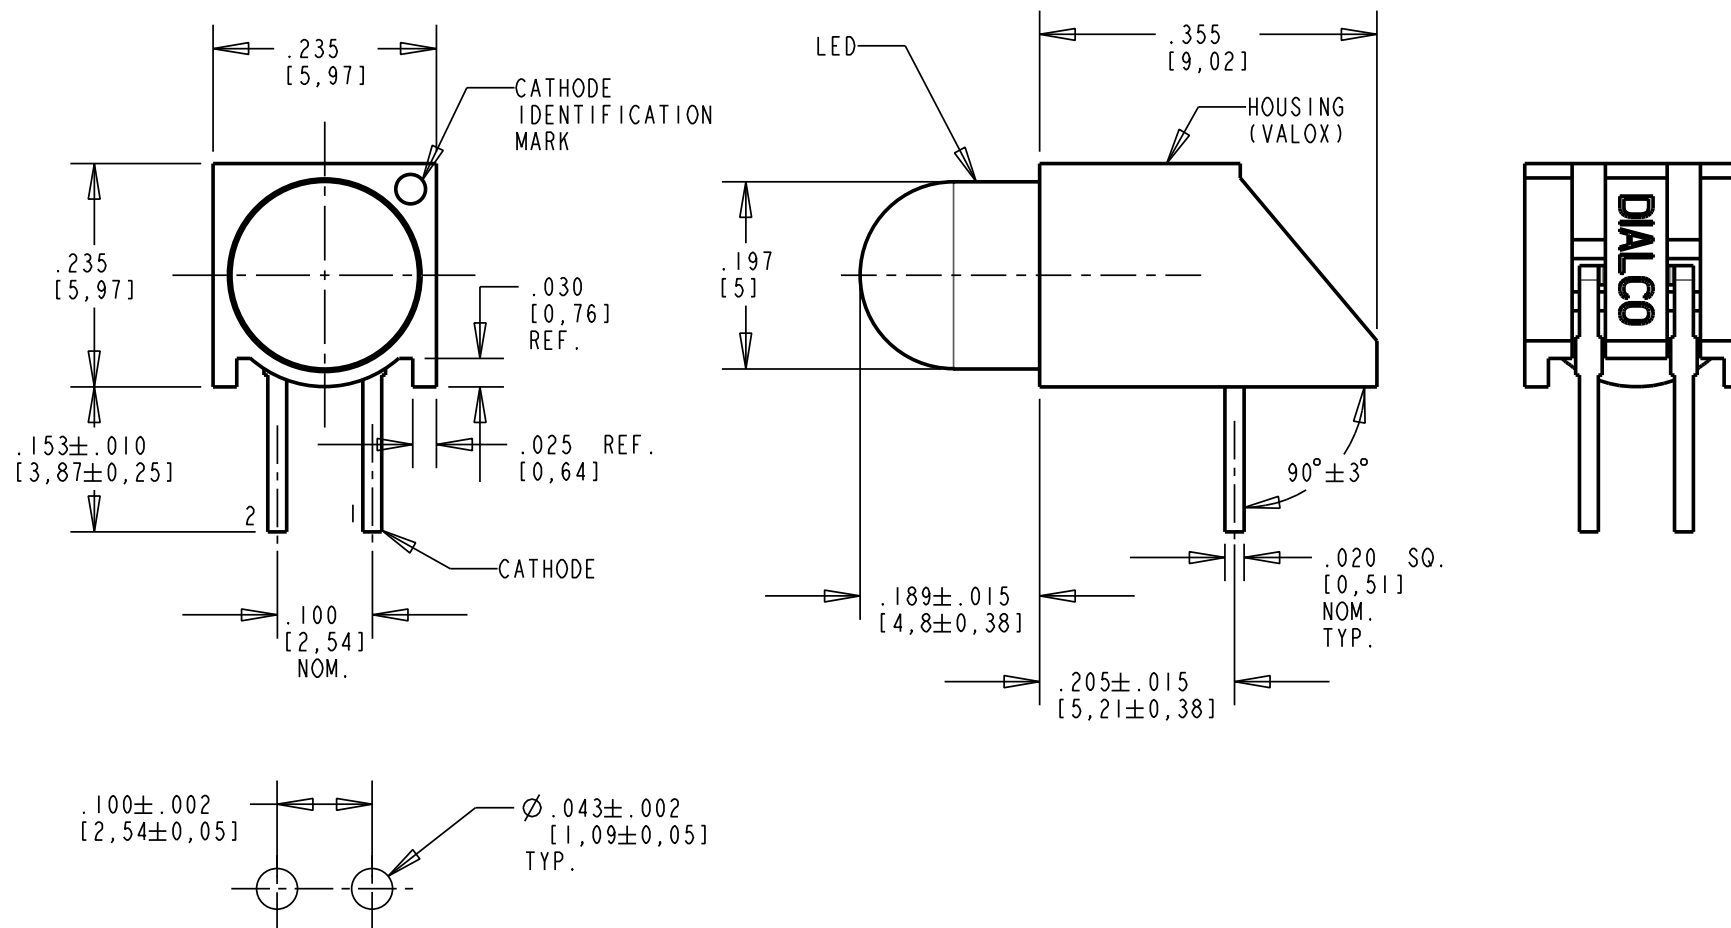 .235
[5,97]
CATHODE
IDENTIFICATION
MARK
.235
[5,97]
.030
[0,76]
REF.
.153±.010
[3,87±0,25]
.025 REF.
[0,64]
2
1
CATHODE
.100
[2,54]
NOM.
LED
.355
[9,02]
HOUSING
(VALOX)
.197
[5]
90°±3°
.020 SQ.
[0,51]
NOM.
TYP.
.189±.015
[4,8±0,38]
.205±.015
[5,21±0,38]
DIALCO
.100±.002
[2,54±0,05]
Ø.043±.002
[1,09±0,05]
TYP.